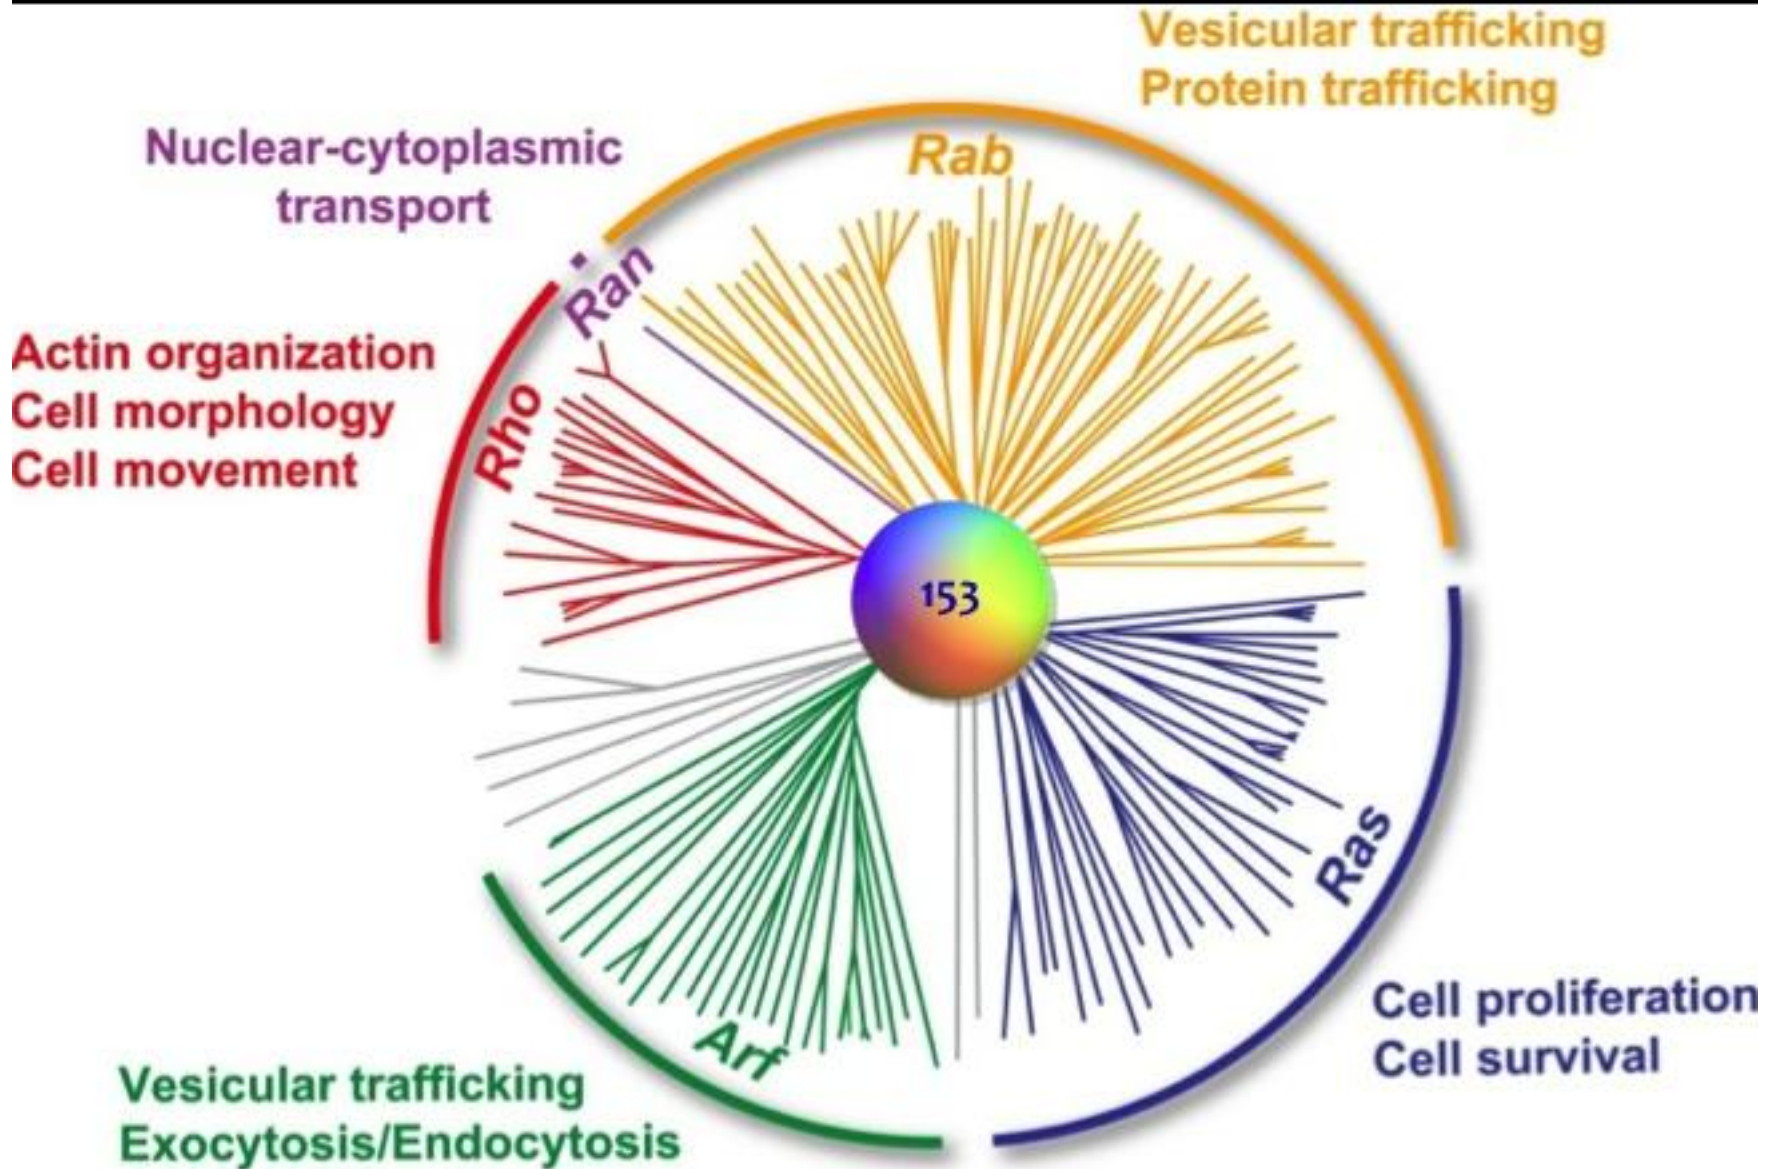 Vesicular trafficking
Protein trafficking
Nuclear-cytoplasmic
transport
Rab
Ran
Actin organization
Cell morphology
Cell movement
Rho
153
Ras
Cell proliferation
Cell survival
Arf
Vesicular trafficking
Exocytosis/Endocytosis